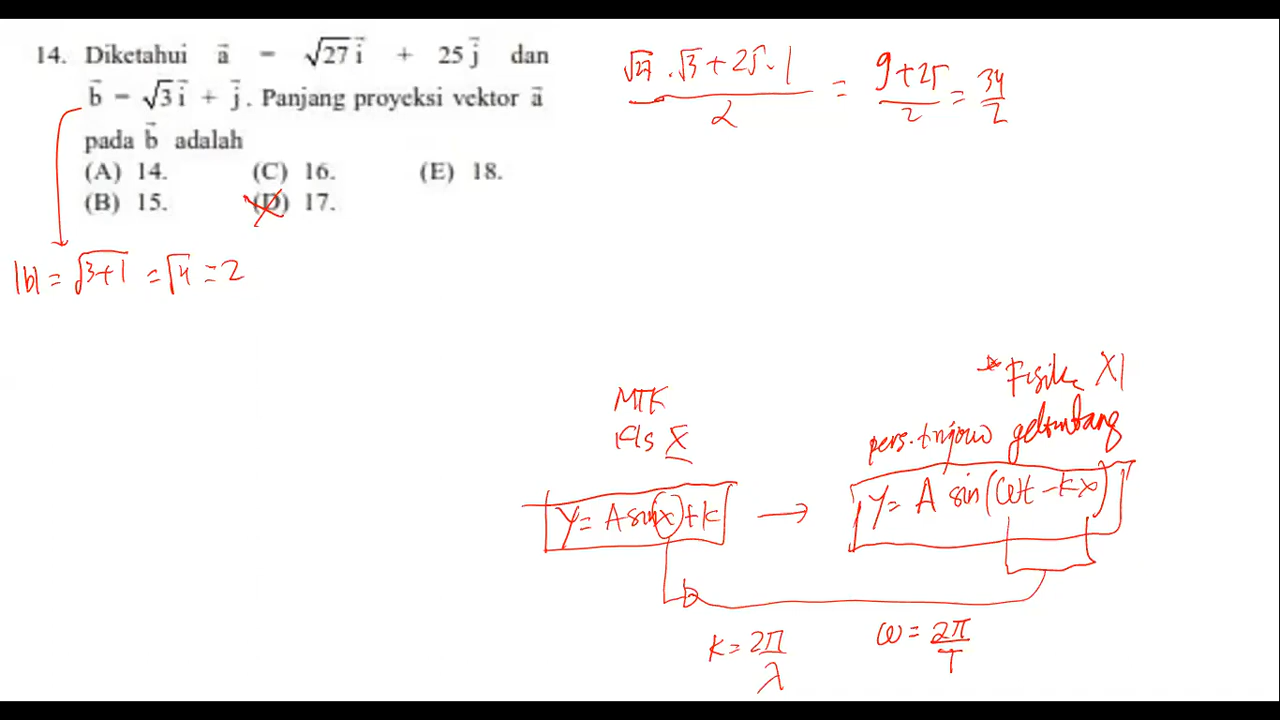 14. Diketahui a⃗ = √27 i⃗ + 25 j⃗ dan
b⃗ = √3 i⃗ + j⃗. Panjang proyeksi vektor a⃗
pada b⃗ adalah
(A) 14. (C) 16. (E) 18.
(B) 15. (D) 17.
|b| = √3+1 = √4 = 2
√27 . √3 + 25 . 1 / 2 = 9 + 25 / 2 = 34 / 2
MTK
Kls X
y = A sin(x) + k
* Fisika XI
pers. gelombang
y = A sin(ωt - kx)
k = 2π / λ
ω = 2π / T